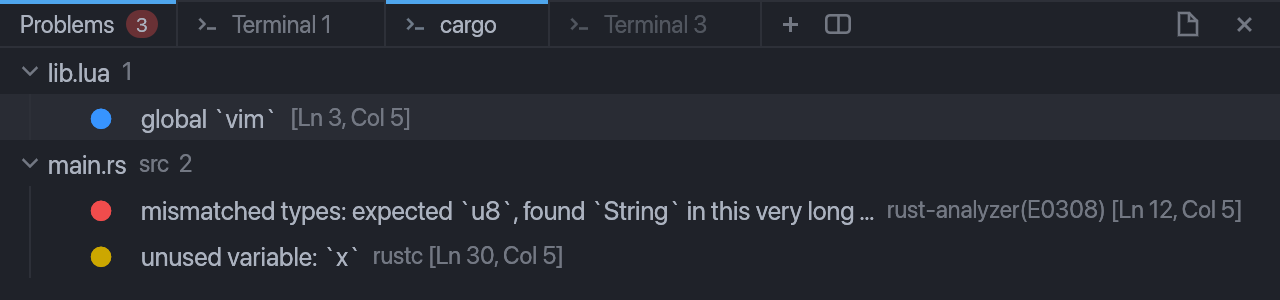 Problems 3 Terminal 1 cargo Terminal 3
lib.lua 1
global `vim` [Ln 3, Col 5]
main.rs src 2
mismatched types: expected `u8`, found `String` in this very long ... rust-analyzer(E0308) [Ln 12, Col 5]
unused variable: `x` rustc [Ln 30, Col 5]